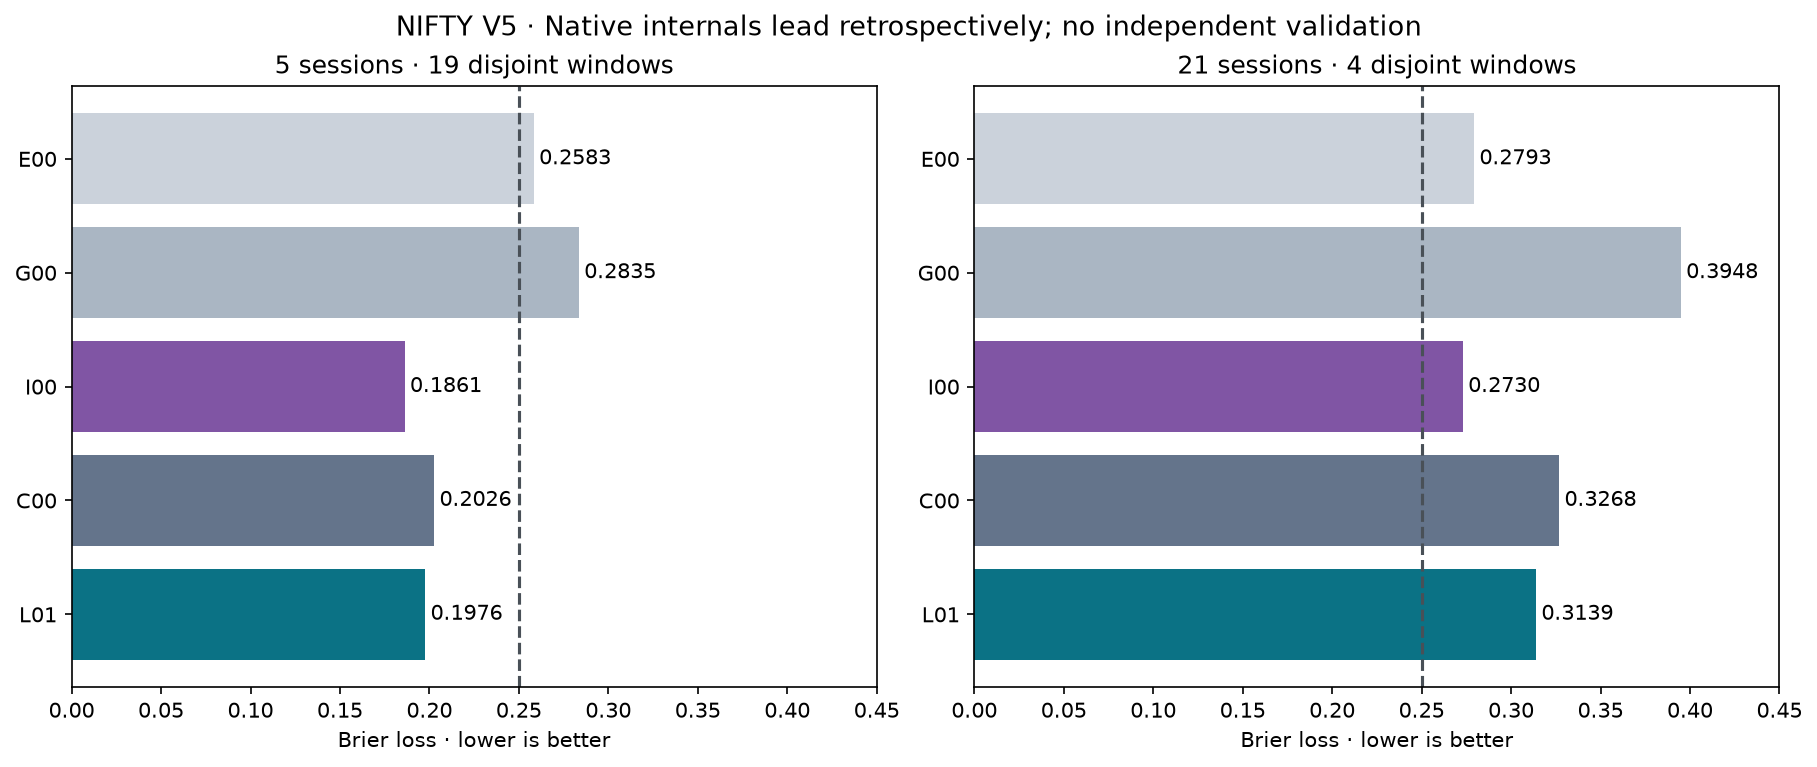 NIFTY V5 · Native internals lead retrospectively; no independent validation
5 sessions · 19 disjoint windows
E00
0.2583
G00
0.2835
I00
0.1861
C00
0.2026
L01
0.1976
0.00 0.05 0.10 0.15 0.20 0.25 0.30 0.35 0.40 0.45
Brier loss · lower is better
21 sessions · 4 disjoint windows
E00
0.2793
G00
0.3948
I00
0.2730
C00
0.3268
L01
0.3139
0.00 0.05 0.10 0.15 0.20 0.25 0.30 0.35 0.40 0.45
Brier loss · lower is better